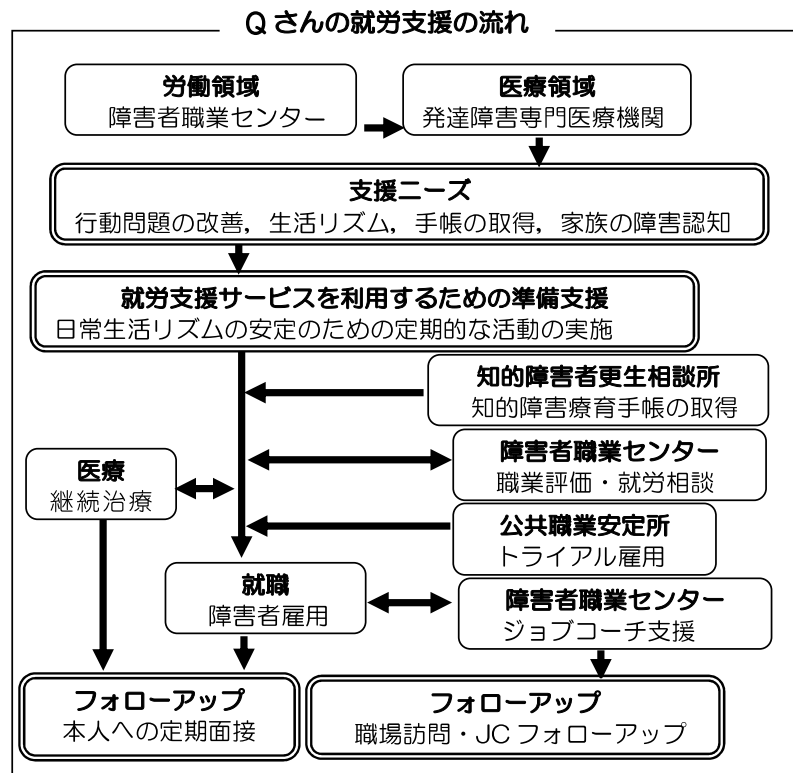 Qさんの就労支援の流れ
労働領域
障害者職業センター
医療領域
発達障害専門医療機関
支援ニーズ
行動問題の改善，生活リズム，手帳の取得，家族の障害認知
就労支援サービスを利用するための準備支援
日常生活リズムの安定のための定期的な活動の実施
知的障害者更生相談所
知的障害療育手帳の取得
障害者職業センター
職業評価・就労相談
医療
継続治療
公共職業安定所
トライアル雇用
就職
障害者雇用
障害者職業センター
ジョブコーチ支援
フォローアップ
本人への定期面接
フォローアップ
職場訪問・JCフォローアップ